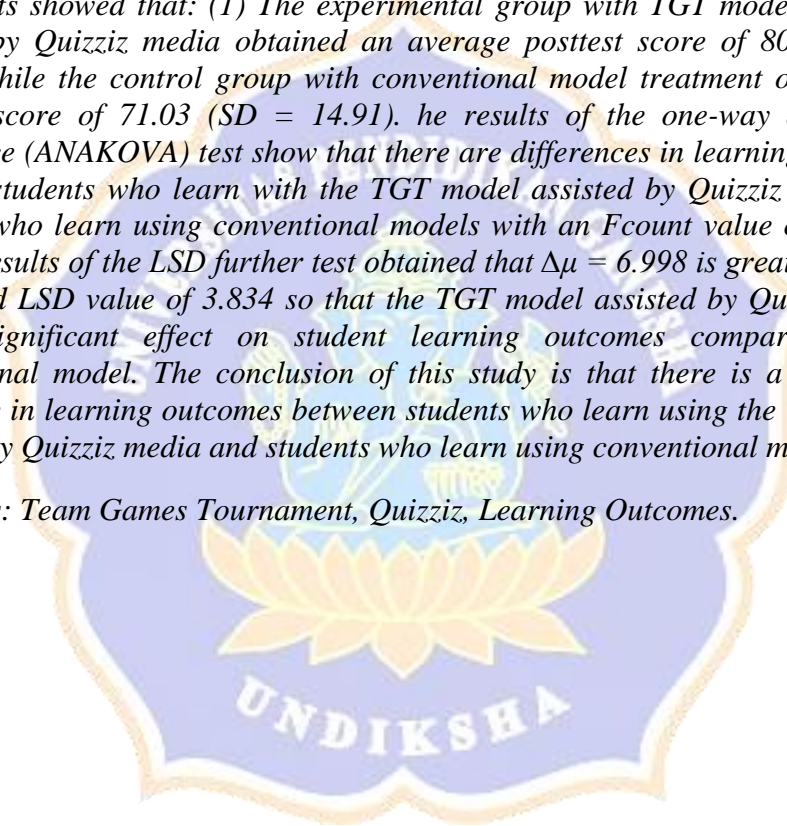 ts showed that: (1) The experimental group with TGT mode
by Quizziz media obtained an average posttest score of 80
hile the control group with conventional model treatment o
score of 71.03 (SD = 14.91). he results of the one-way
e (ANAKOVA) test show that there are differences in learning
students who learn with the TGT model assisted by Quizziz
who learn using conventional models with an Fcount value
esults of the LSD further test obtained that Δμ = 6.998 is great
d LSD value of 3.834 so that the TGT model assisted by Qu
ignificant effect on student learning outcomes compar
nal model. The conclusion of this study is that there is a
in learning outcomes between students who learn using the
y Quizziz media and students who learn using conventional m
: Team Games Tournament, Quizziz, Learning Outcomes.
UNIVERSITAS PENDIDIKAN GANESHA
UNDIKSHA